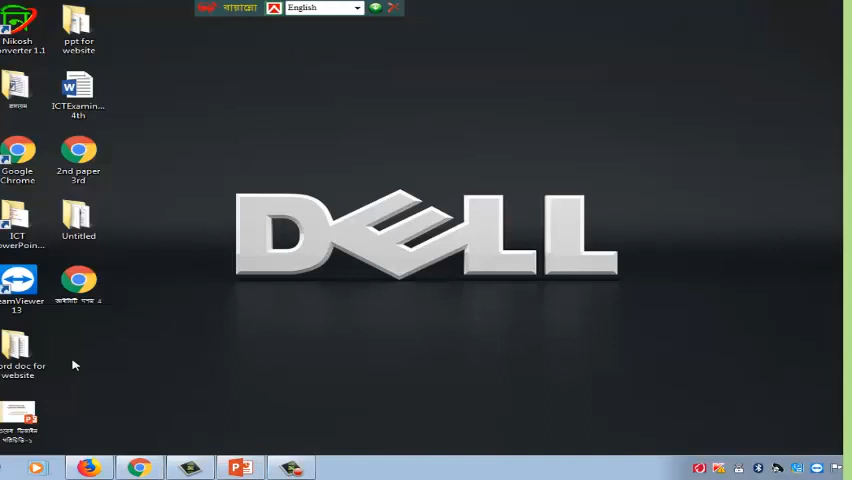 বায়ান্নো
English
Nikosh
onverter 1.1
ppt for
website
ICTExamin...
4th
Google
Chrome
2nd paper
3rd
ICT
owerPoin...
Untitled
eamViewer
13
ord doc for
website
DELL